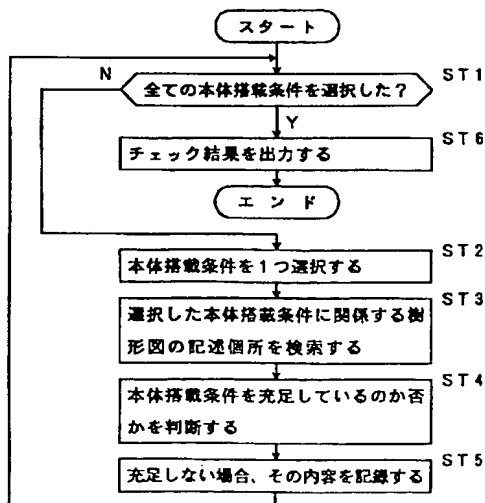 スタート
N
全ての本体搭載条件を選択した?
ST1
Y
ST6
チェック結果を出力する
エンド
ST2
本体搭載条件を1つ選択する
ST3
選択した本体搭載条件に関係する樹
形図の記述個所を検索する
ST4
本体搭載条件を充足しているのか否
かを判断する
ST5
充足しない場合、その内容を記録する